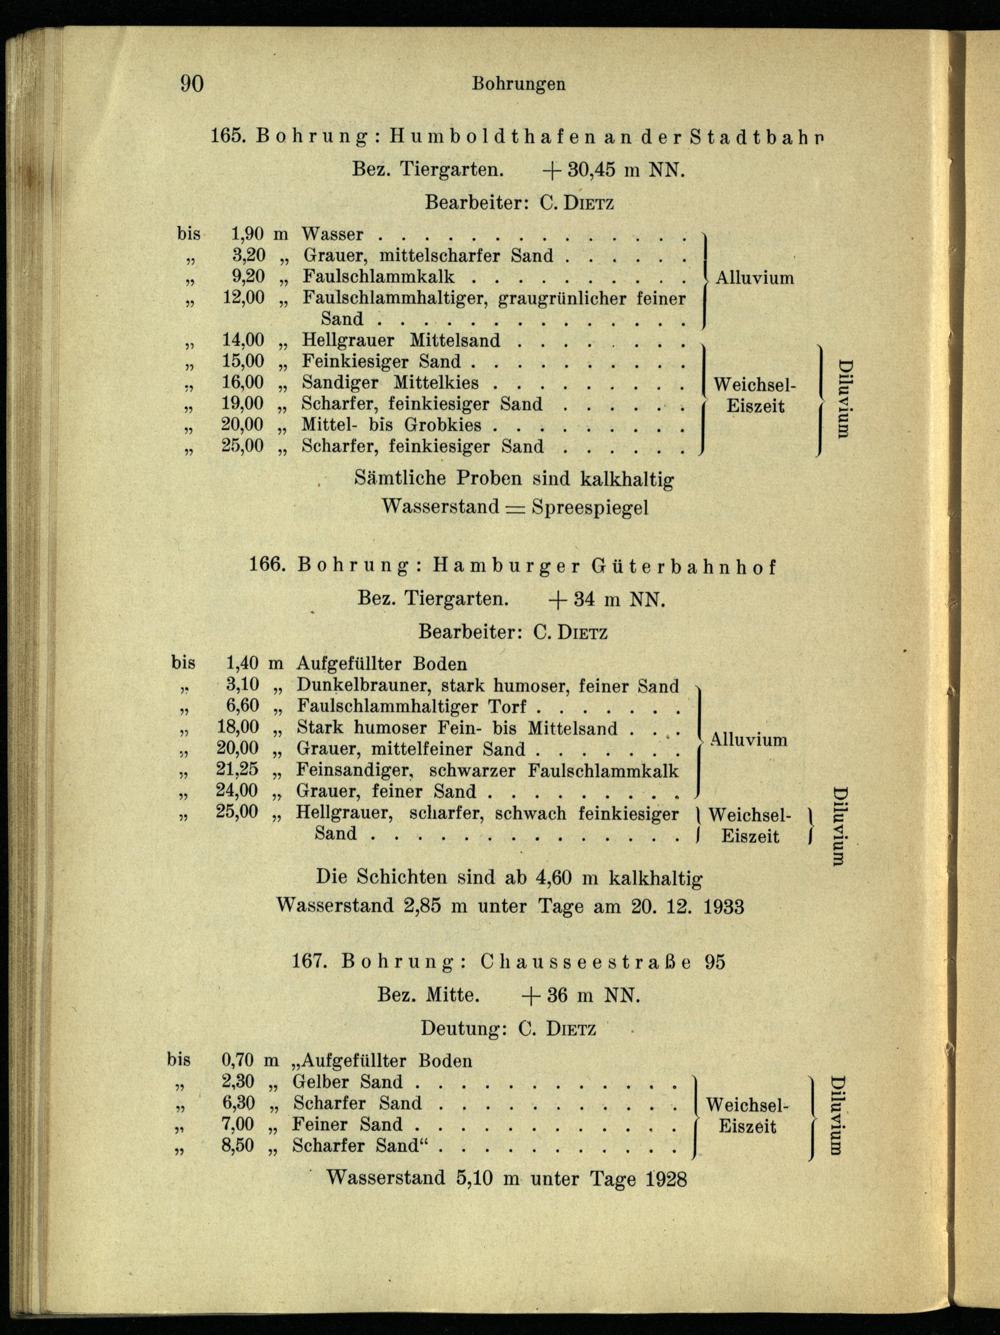 90 Bohrungen
165. Bohrung: Humboldthafen an der Stadtbahn
Bez. Tiergarten. + 30,45 m NN.
Bearbeiter: C. DIETZ
bis 1,90 m Wasser . . . . . . . . . . . . . .
„ 3,20 „ Grauer, mittelscharfer Sand . . . . . .
„ 9,20 „ Faulschlammkalk . . . . . . . . . . Alluvium
„ 12,00 „ Faulschlammhaltiger, graugrünlicher feiner
Sand . . . . . . . . . . . . . .
„ 14,00 „ Hellgrauer Mittelsand . . . . . . . .
„ 15,00 „ Feinkiesiger Sand . . . . . . . . . .
„ 16,00 „ Sandiger Mittelkies . . . . . . . . . Weichsel-
„ 19,00 „ Scharfer, feinkiesiger Sand . . . . . . Eiszeit
„ 20,00 „ Mittel- bis Grobkies . . . . . . . . .
„ 25,00 „ Scharfer, feinkiesiger Sand . . . . . .
Diluvium
Sämtliche Proben sind kalkhaltig
Wasserstand = Spreespiegel
166. Bohrung: Hamburger Güterbahnhof
Bez. Tiergarten. + 34 m NN.
Bearbeiter: C. DIETZ
bis 1,40 m Aufgefüllter Boden
„ 3,10 „ Dunkelbrauner, stark humoser, feiner Sand
„ 6,60 „ Faulschlammhaltiger Torf . . . . . . .
„ 18,00 „ Stark humoser Fein- bis Mittelsand . . .
„ 20,00 „ Grauer, mittelfeiner Sand . . . . . . . Alluvium
„ 21,25 „ Feinsandiger, schwarzer Faulschlammkalk
„ 24,00 „ Grauer, feiner Sand . . . . . . . . .
„ 25,00 „ Hellgrauer, scharfer, schwach feinkiesiger Weichsel-
Sand . . . . . . . . . . . . . . Eiszeit
Diluvium
Die Schichten sind ab 4,60 m kalkhaltig
Wasserstand 2,85 m unter Tage am 20. 12. 1933
167. Bohrung: Chausseestraße 95
Bez. Mitte. + 36 m NN.
Deutung: C. DIETZ
bis 0,70 m „Aufgefüllter Boden
„ 2,30 „ Gelber Sand . . . . . . . . . . . .
„ 6,30 „ Scharfer Sand . . . . . . . . . . . Weichsel-
„ 7,00 „ Feiner Sand . . . . . . . . . . . . Eiszeit
„ 8,50 „ Scharfer Sand“ . . . . . . . . . . .
Diluvium
Wasserstand 5,10 m unter Tage 1928